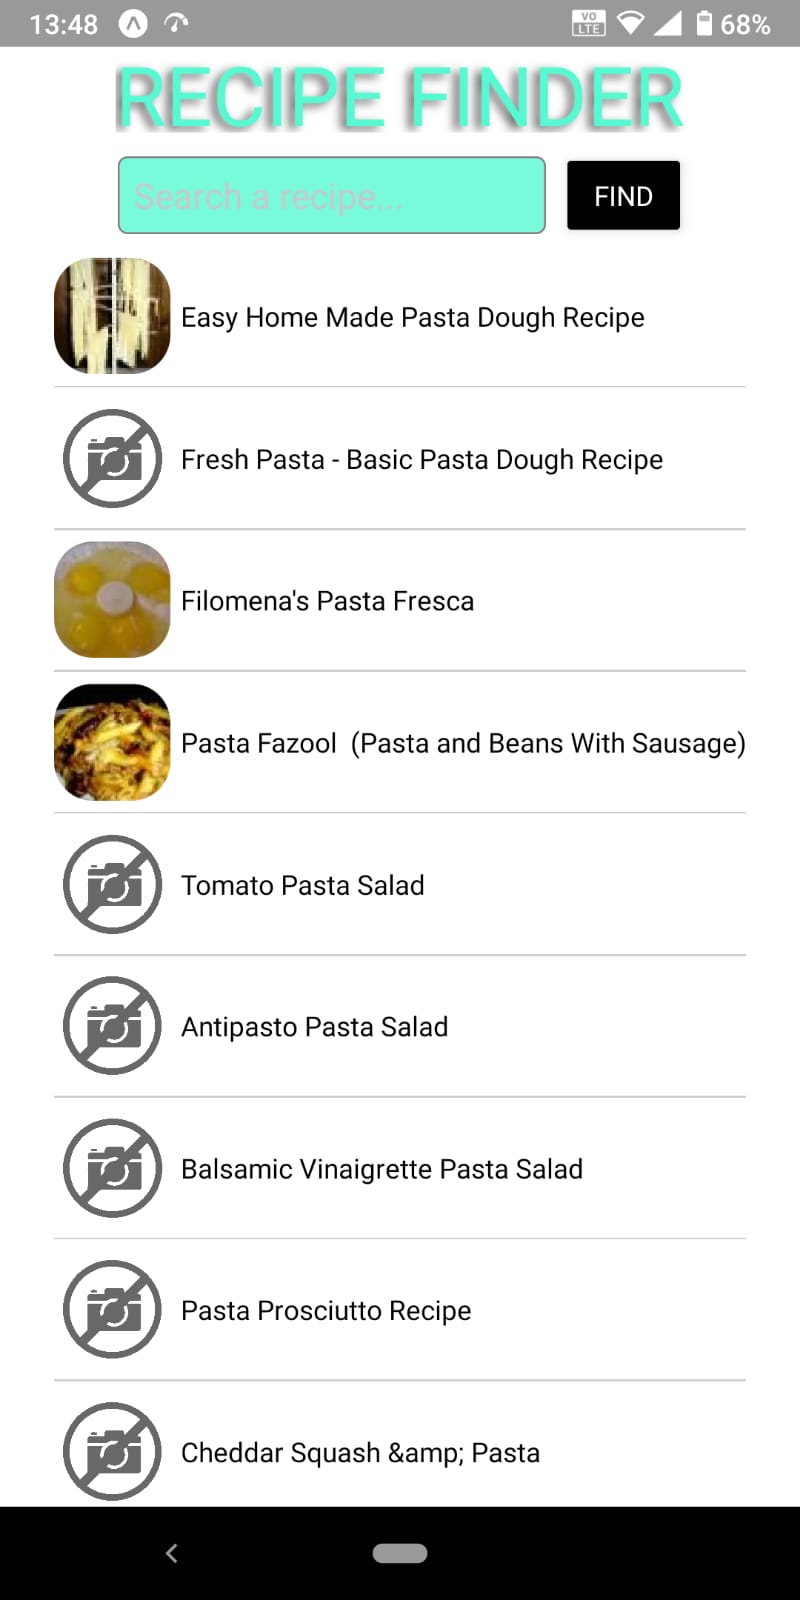 13:48 VO LTE 68%
RECIPE FINDER
Search a recipe... FIND
Easy Home Made Pasta Dough Recipe
Fresh Pasta - Basic Pasta Dough Recipe
Filomena's Pasta Fresca
Pasta Fazool  (Pasta and Beans With Sausage)
Tomato Pasta Salad
Antipasto Pasta Salad
Balsamic Vinaigrette Pasta Salad
Pasta Prosciutto Recipe
Cheddar Squash &amp; Pasta